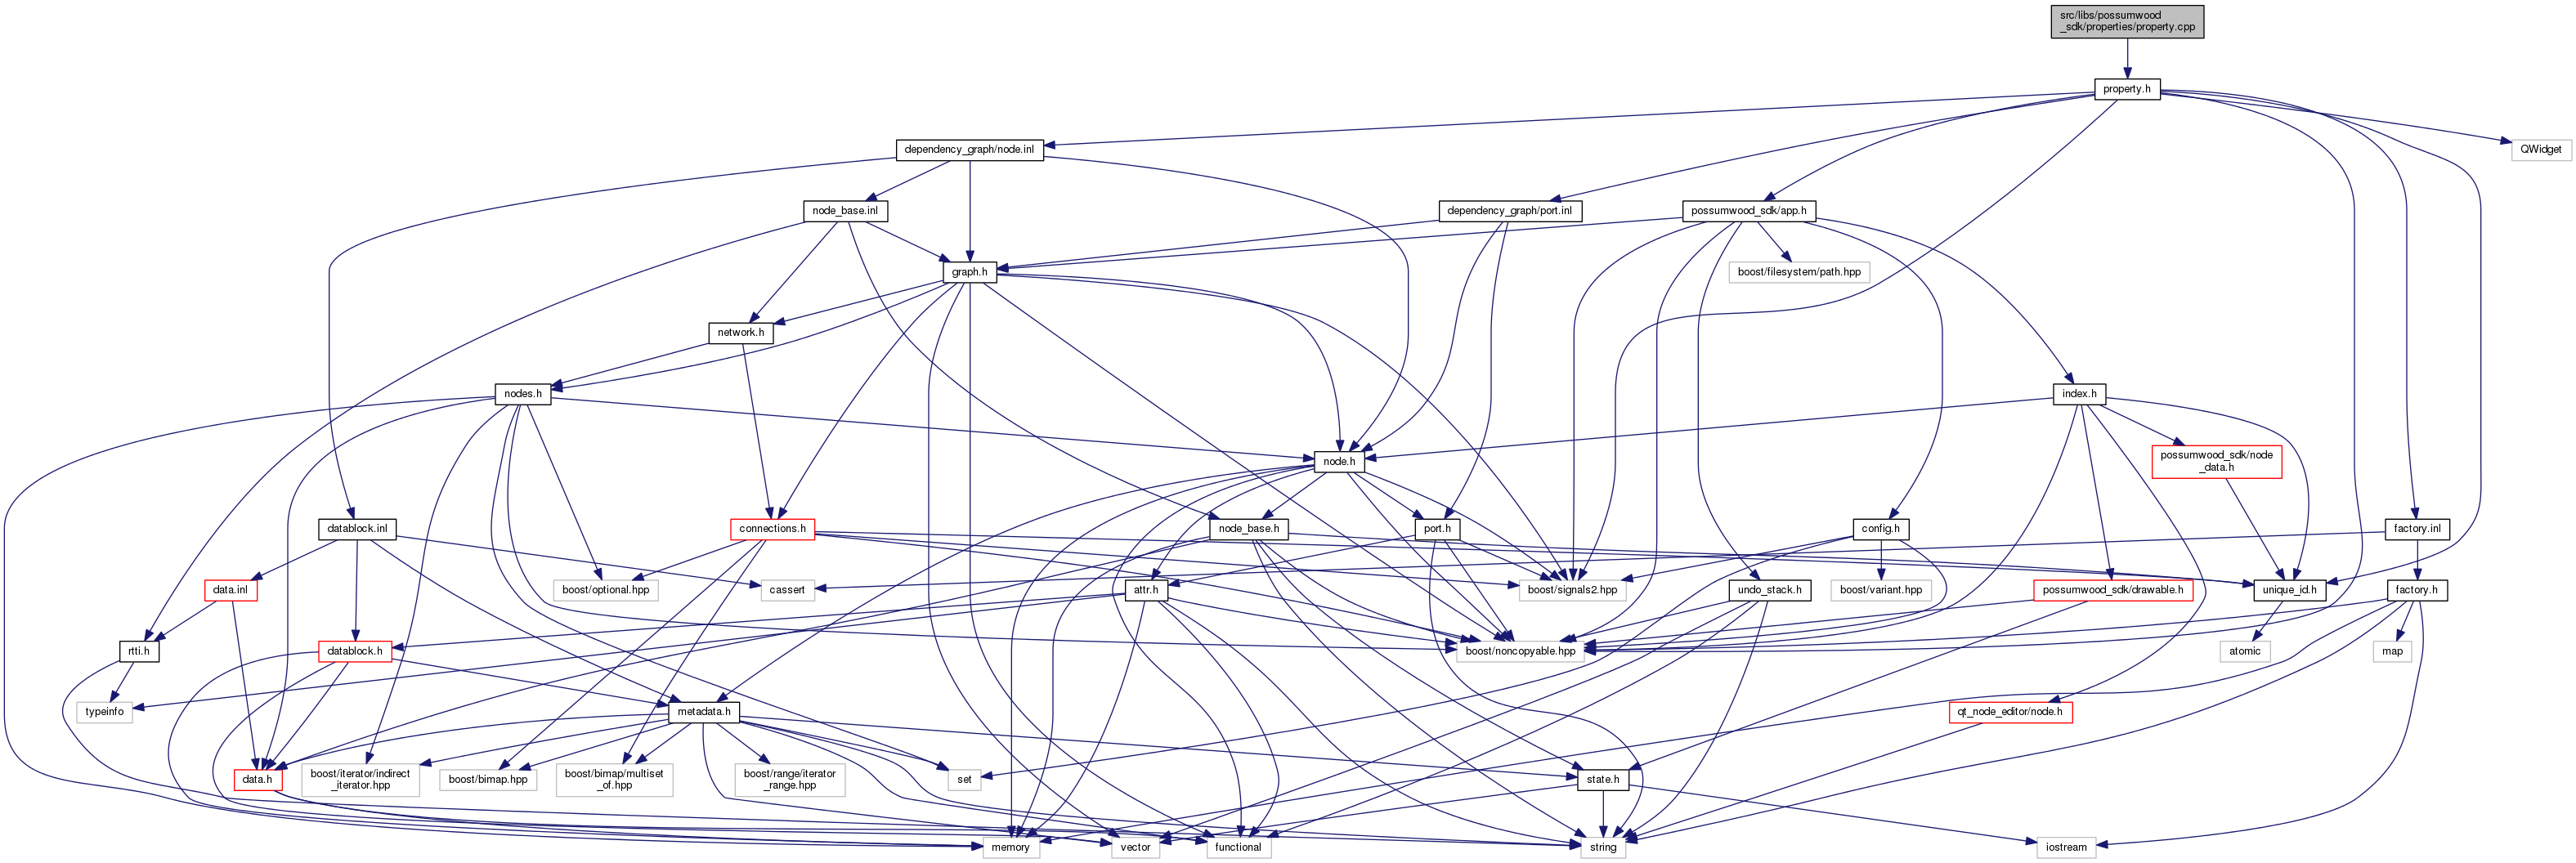 src/libs/possumwood
_sdk/properties/property.cpp
property.h
dependency_graph/node.inl
QWidget
node_base.inl
dependency_graph/port.inl
possumwood_sdk/app.h
graph.h
boost/filesystem/path.hpp
network.h
nodes.h
index.h
node.h
possumwood_sdk/node
_data.h
datablock.inl
connections.h
node_base.h
port.h
config.h
factory.inl
data.inl
boost/optional.hpp
cassert
attr.h
boost/signals2.hpp
undo_stack.h
boost/variant.hpp
possumwood_sdk/drawable.h
unique_id.h
factory.h
rtti.h
datablock.h
boost/noncopyable.hpp
atomic
map
typeinfo
metadata.h
qt_node_editor/node.h
data.h
boost/iterator/indirect
_iterator.hpp
boost/bimap.hpp
boost/bimap/multiset
_of.hpp
boost/range/iterator
_range.hpp
set
state.h
memory
vector
functional
string
iostream